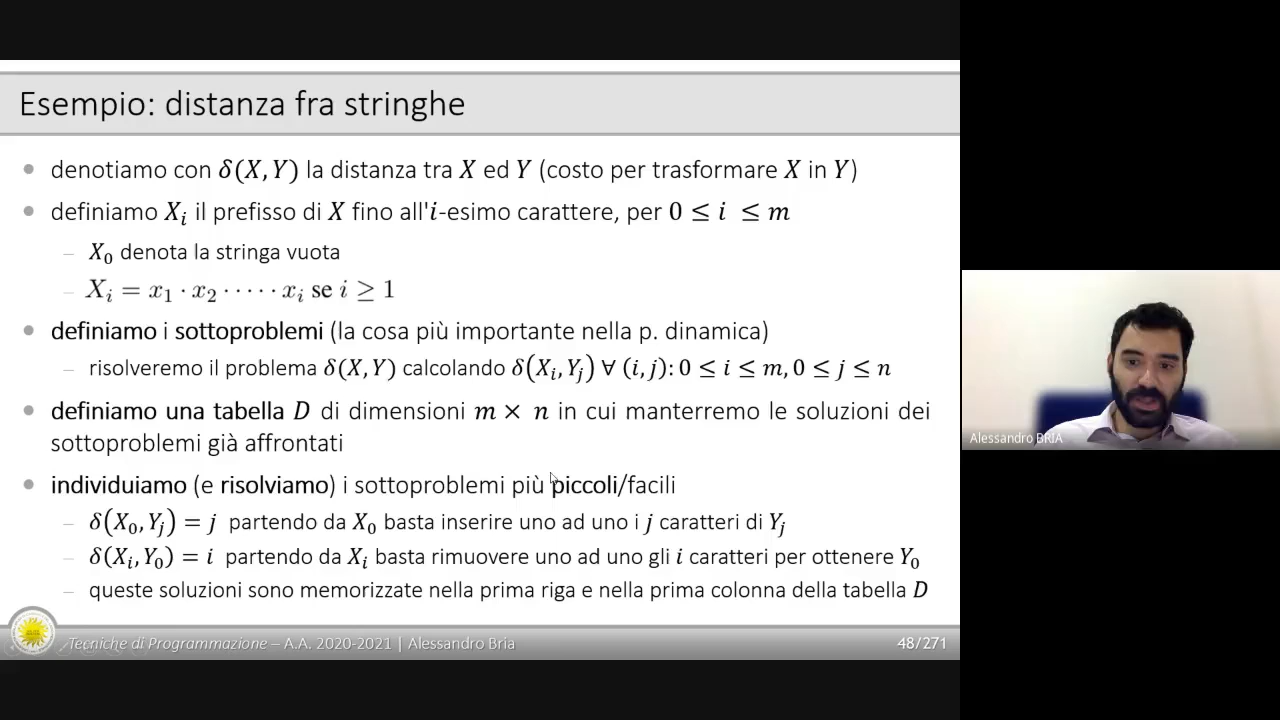 Esempio: distanza fra stringhe
denotiamo con δ(X, Y) la distanza tra X ed Y (costo per trasformare X in Y)
definiamo Xᵢ il prefisso di X fino all'i-esimo carattere, per 0 ≤ i ≤ m
– X₀ denota la stringa vuota
– Xᵢ = x₁ · x₂ · · · · · xᵢ se i ≥ 1
definiamo i sottoproblemi (la cosa più importante nella p. dinamica)
– risolveremo il problema δ(X, Y) calcolando δ(Xᵢ, Yⱼ) ∀ (i, j): 0 ≤ i ≤ m, 0 ≤ j ≤ n
definiamo una tabella D di dimensioni m × n in cui manterremo le soluzioni dei
sottoproblemi già affrontati
individuiamo (e risolviamo) i sottoproblemi più piccoli/facili
– δ(X₀, Yⱼ) = j partendo da X₀ basta inserire uno ad uno i j caratteri di Yⱼ
– δ(Xᵢ, Y₀) = i partendo da Xᵢ basta rimuovere uno ad uno gli i caratteri per ottenere Y₀
– queste soluzioni sono memorizzate nella prima riga e nella prima colonna della tabella D
Tecniche di Programmazione – A.A. 2020-2021 | Alessandro Bria
48/271
Alessandro BRIA